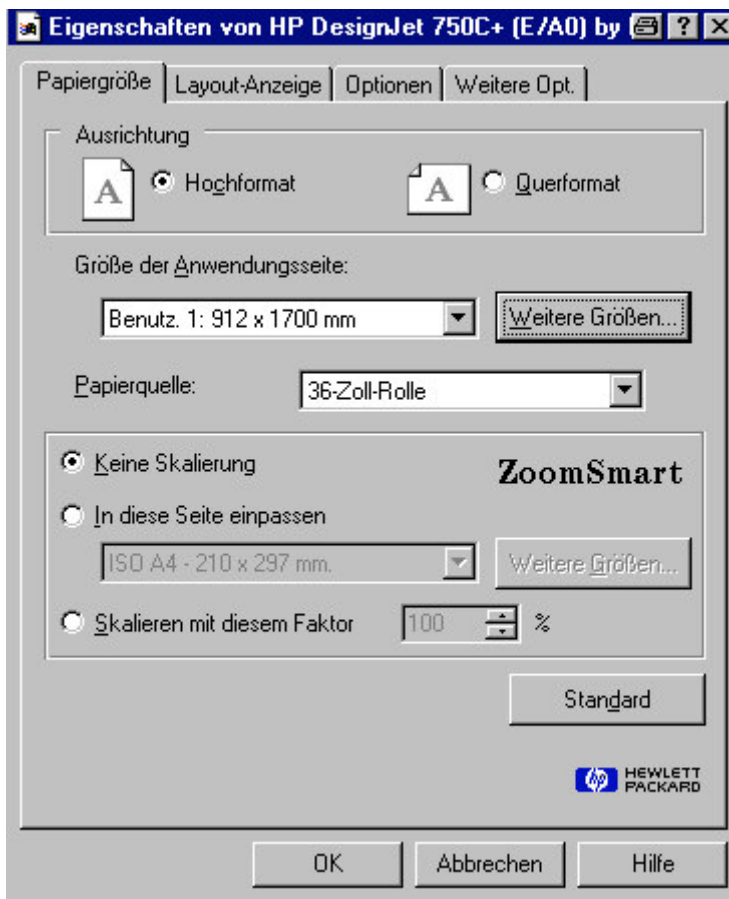 Eigenschaften von HP DesignJet 750C+ (E/A0) by
Papiergröße Layout-Anzeige Optionen Weitere Opt.
Ausrichtung
A Hochformat A Querformat
Größe der Anwendungsseite:
Benutz. 1: 912 x 1700 mm Weitere Größen...
Papierquelle: 36-Zoll-Rolle
Keine Skalierung ZoomSmart
In diese Seite einpassen
ISO A4 - 210 x 297 mm. Weitere Größen...
Skalieren mit diesem Faktor 100 %
Standard
hp HEWLETT
PACKARD
OK Abbrechen Hilfe